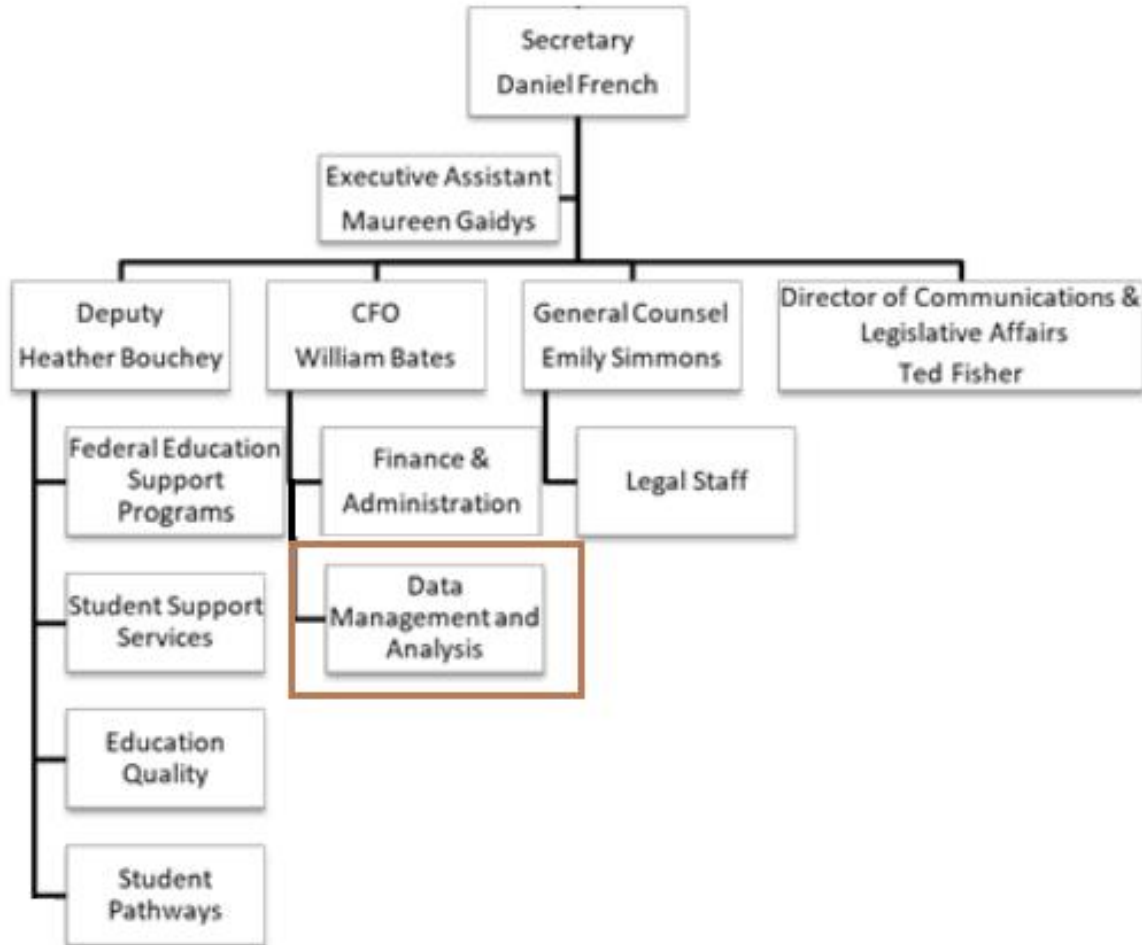 Secretary
Daniel French
Executive Assistant
Maureen Gaidys
Deputy
Heather Bouchey
CFO
William Bates
General Counsel
Emily Simmons
Director of Communications &
Legislative Affairs
Ted Fisher
Federal Education
Support
Programs
Finance &
Administration
Legal Staff
Student Support
Services
Data
Management and
Analysis
Education
Quality
Student
Pathways